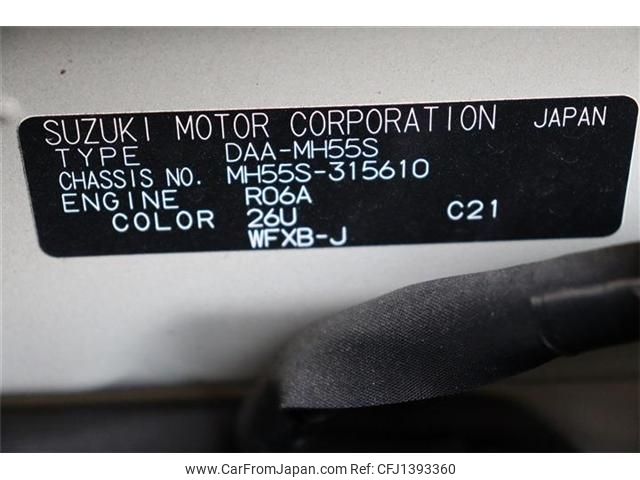 SUZUKI MOTOR CORPORATION JAPAN
TYPE DAA-MH55S
CHASSIS NO. MH55S-315610
ENGINE R06A
COLOR 26U C21
WFXB-J
www.CarFromJapan.com CFJ1393360